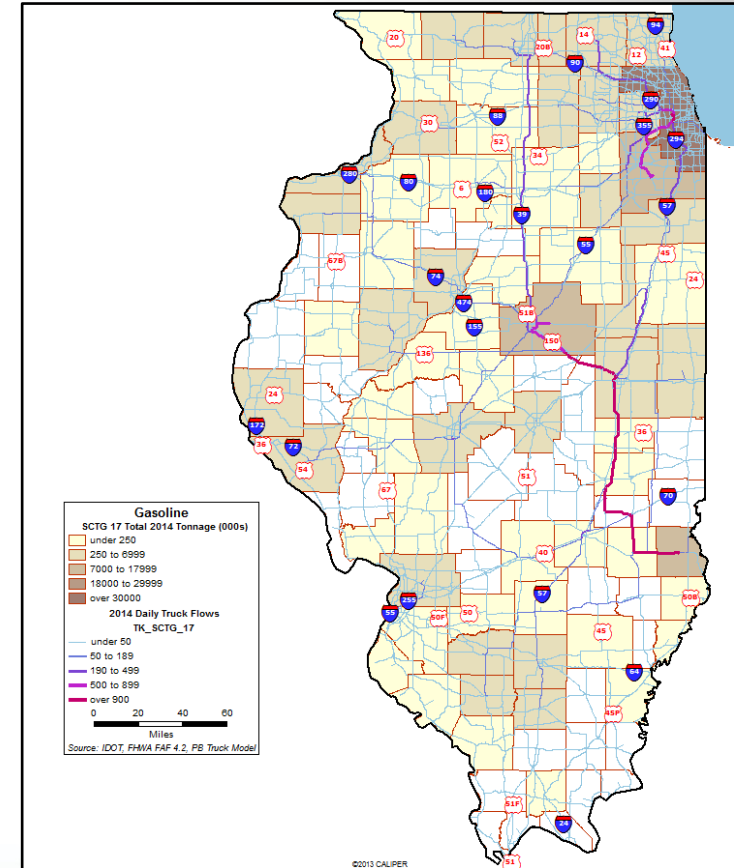 94
20
14
20B
41
12
90
290
88
30
355
294
52
34
280
80
6
180
57
39
55
45
67B
74
24
474
51B
155
150
136
24
172
36
36
72
54
67
51
70
40
57
50B
255
55
50F
50
45
64
45P
51F
24
51
Gasoline
SCTG 17 Total 2014 Tonnage (000s)
under 250
250 to 6999
7000 to 17999
18000 to 29999
over 30000
2014 Daily Truck Flows
TK_SCTG_17
under 50
50 to 189
190 to 499
500 to 899
over 900
0 20 40 60
Miles
Source: IDOT, FHWA FAF 4.2, PB Truck Model
©2013 CALIPER